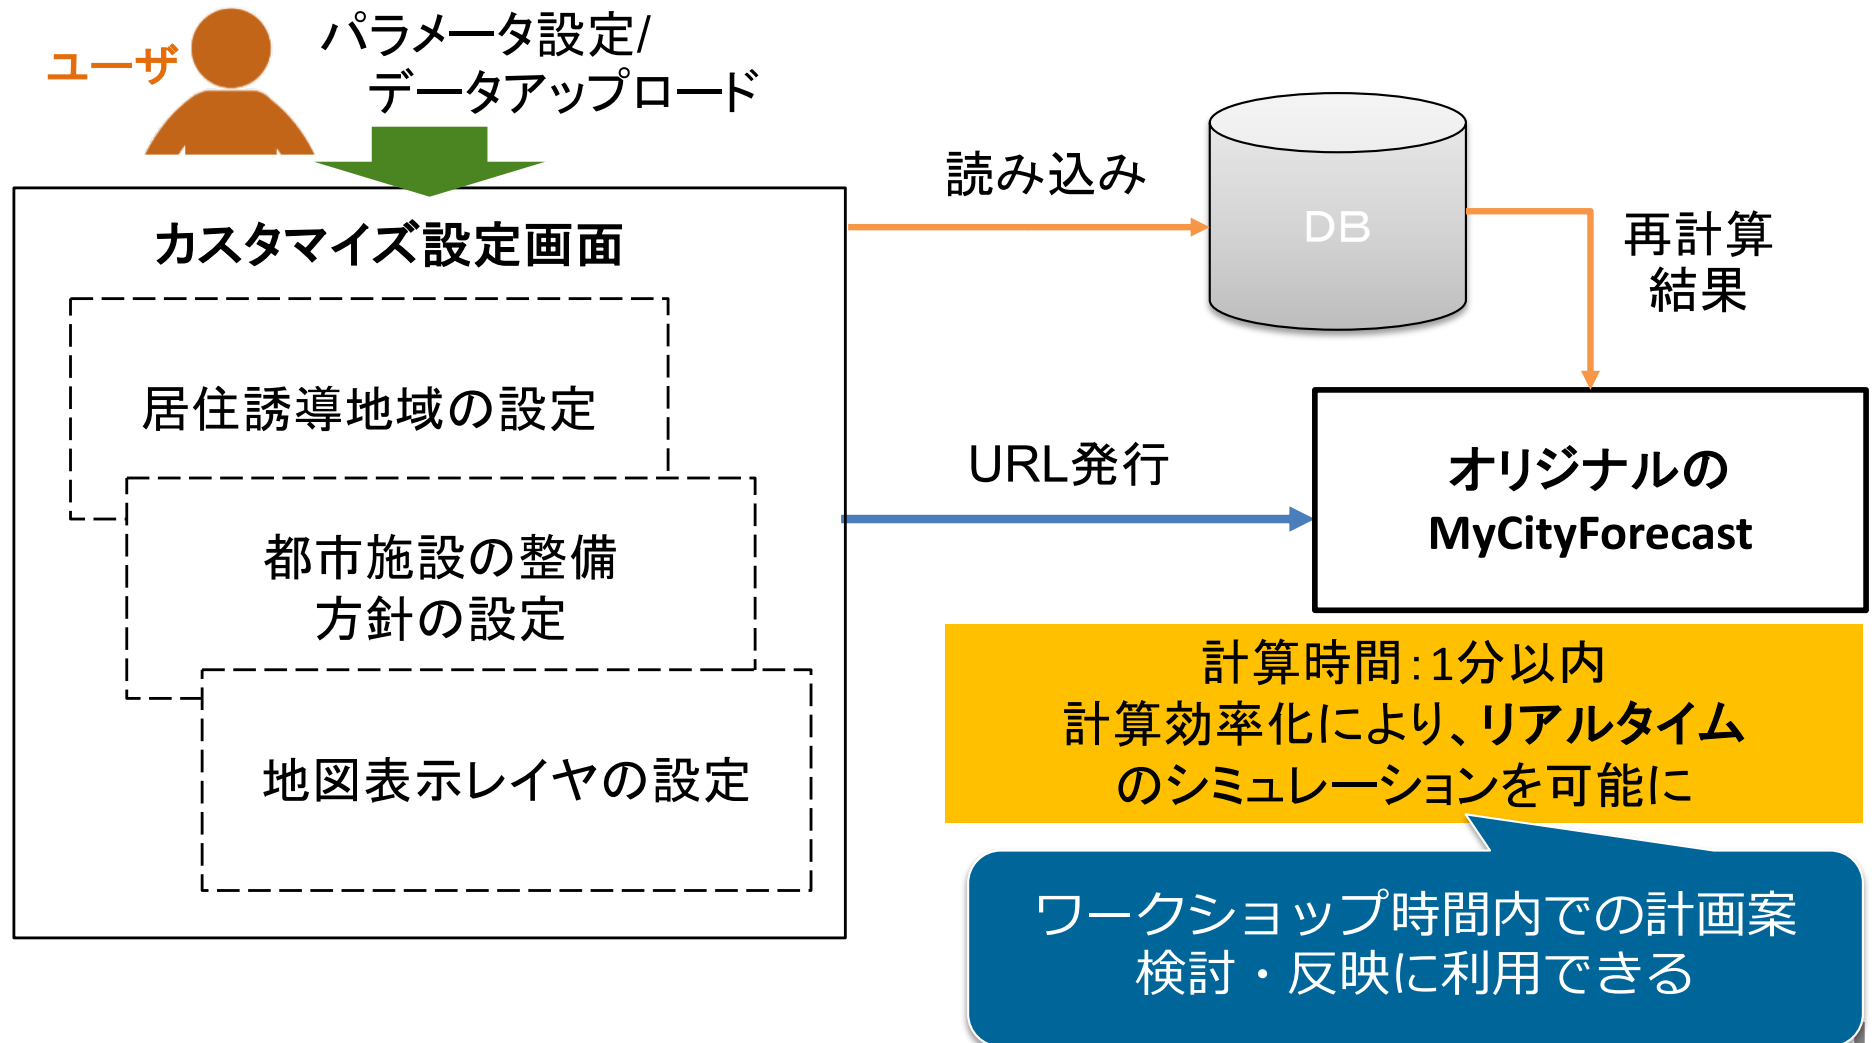 ユーザ
パラメータ設定/
データアップロード
カスタマイズ設定画面
居住誘導地域の設定
都市施設の整備
方針の設定
地図表示レイヤの設定
読み込み
DB
再計算
結果
URL発行
オリジナルの
MyCityForecast
計算時間:1分以内
計算効率化により、リアルタイム
のシミュレーションを可能に
ワークショップ時間内での計画案
検討・反映に利用できる